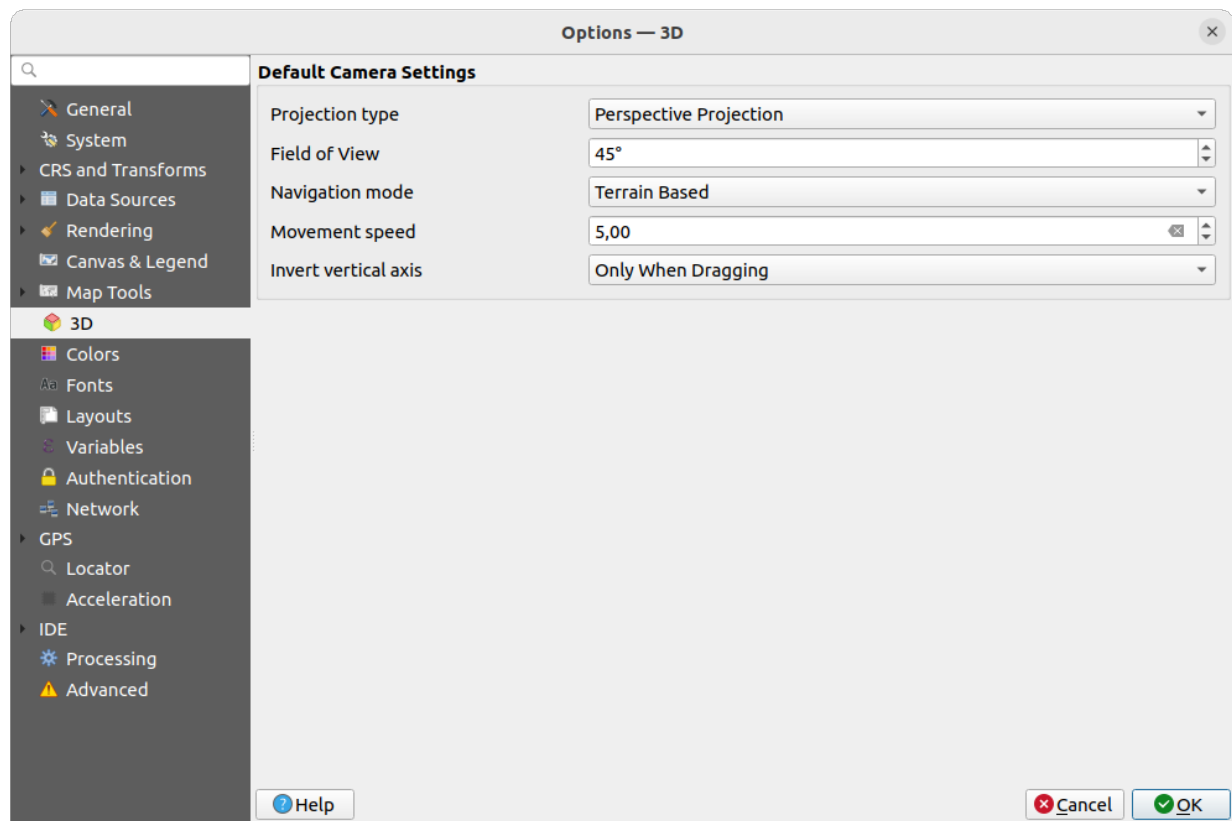 Options — 3D
Default Camera Settings
General
System
CRS and Transforms
Data Sources
Rendering
Canvas & Legend
Map Tools
3D
Colors
Aa Fonts
Layouts
ε Variables
Authentication
Network
GPS
Locator
Acceleration
IDE
Processing
Advanced
Projection type Perspective Projection
Field of View 45°
Navigation mode Terrain Based
Movement speed 5,00
Invert vertical axis Only When Dragging
Help Cancel OK